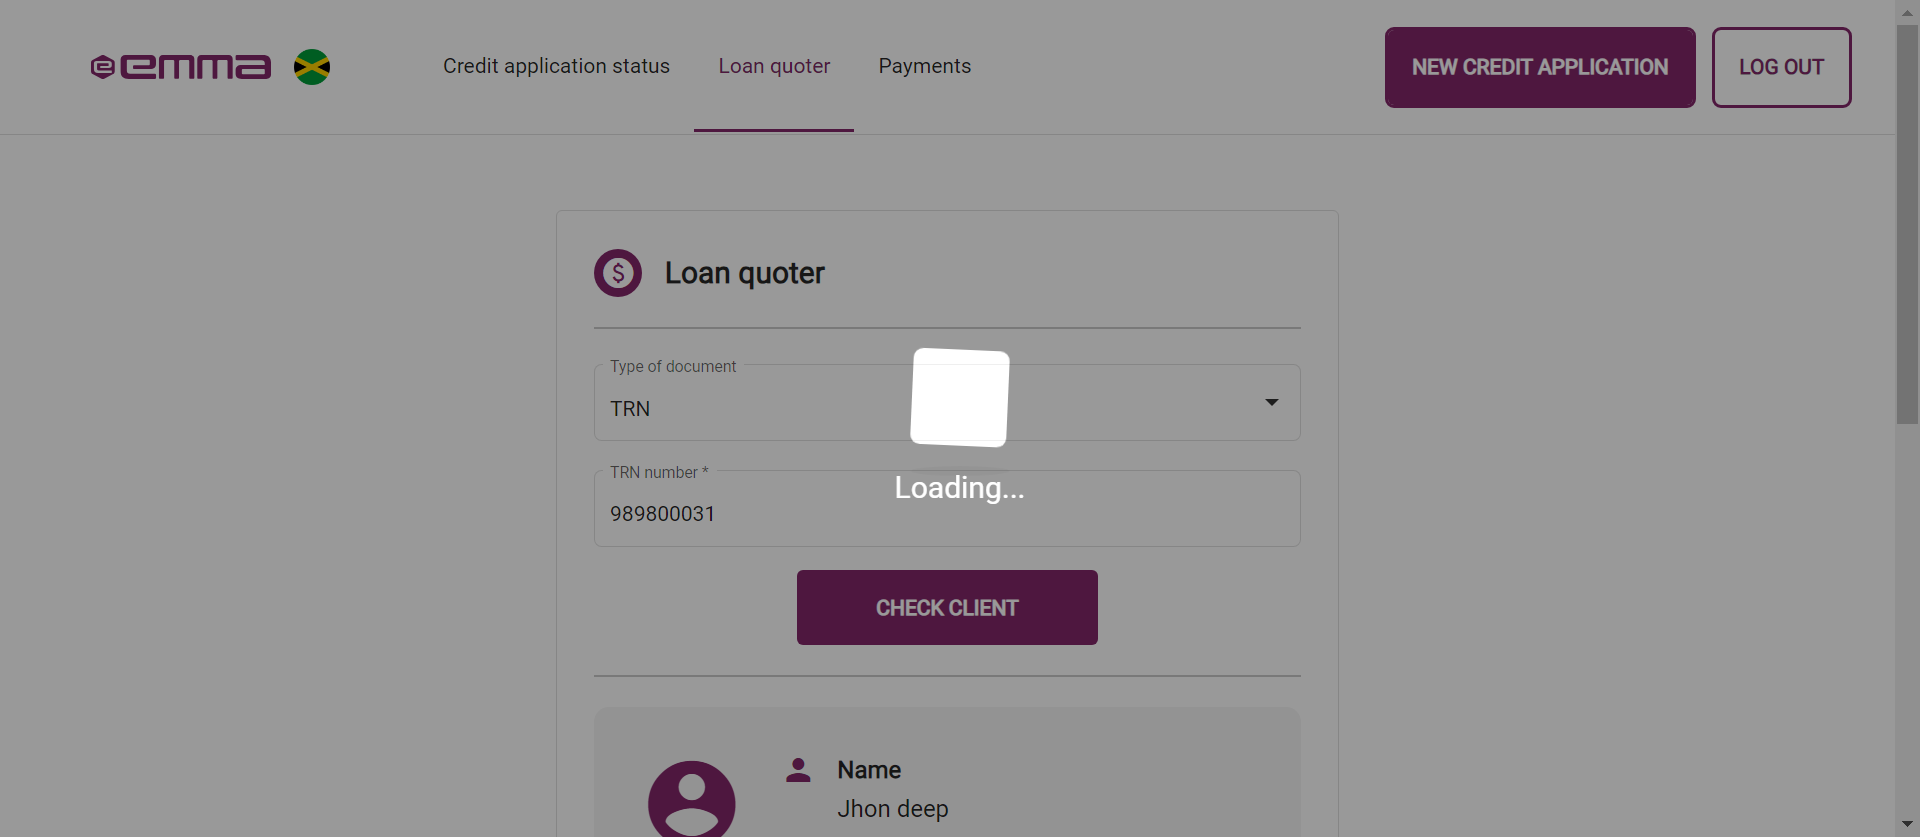 emma
Credit application status
Loan quoter
Payments
NEW CREDIT APPLICATION
LOG OUT
$ Loan quoter
Type of document
TRN
TRN number *
989800031
Loading...
CHECK CLIENT
Name
Jhon deep